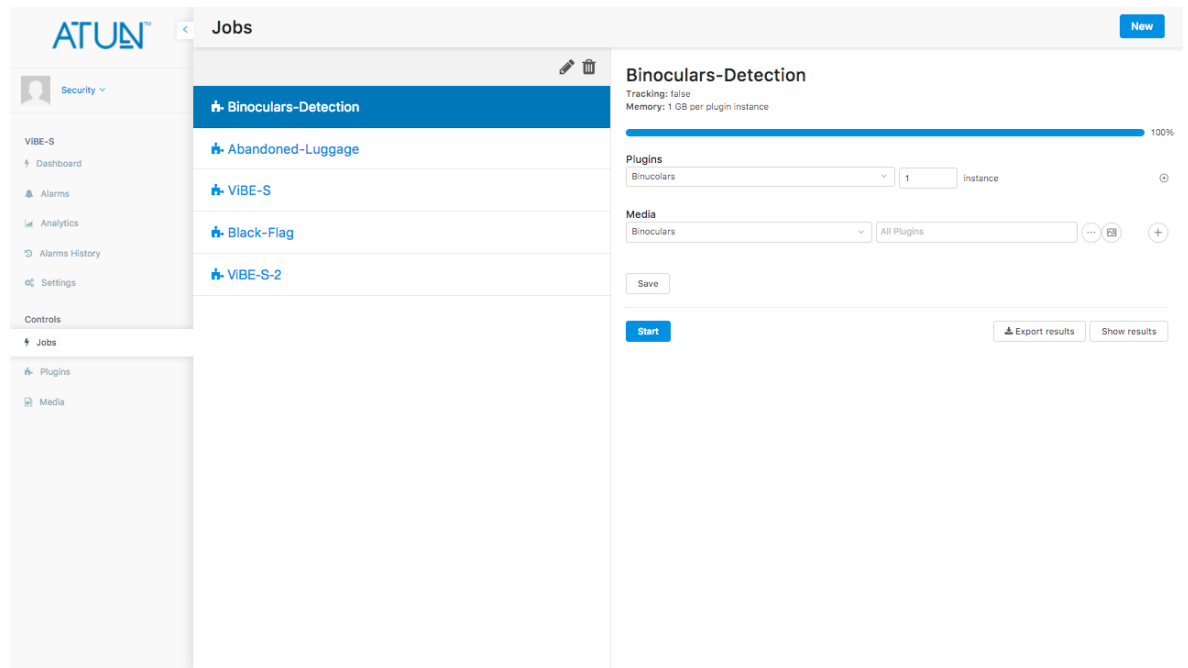 ATUN™
Security
ViBE-S
Dashboard
Alarms
Analytics
Alarms History
Settings
Controls
Jobs
Plugins
Media
Jobs
New
Binoculars-Detection
Abandoned-Luggage
ViBE-S
Black-Flag
ViBE-S-2
Binoculars-Detection
Tracking: false
Memory: 1 GB per plugin instance
100%
Plugins
Binucolars 1 instance
Media
Binoculars All Plugins
Save
Start Export results Show results